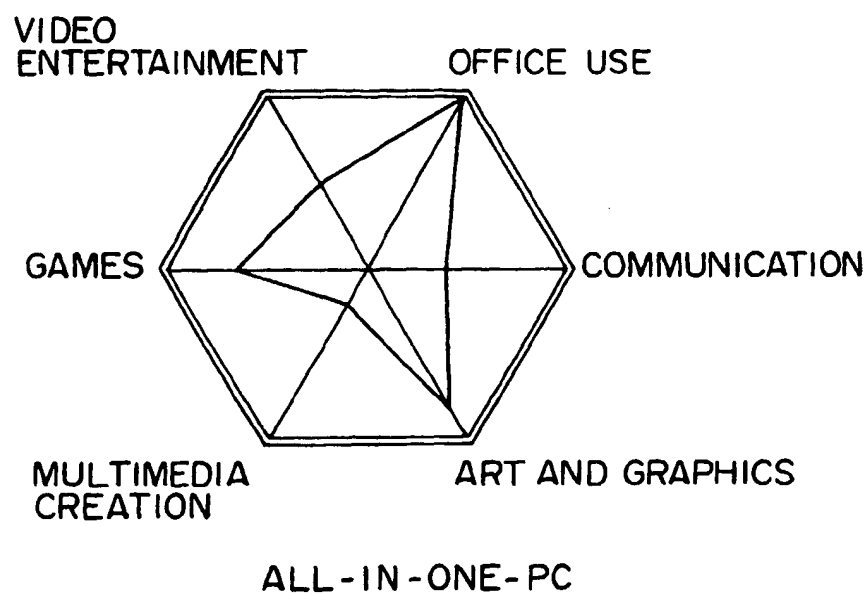 VIDEO
ENTERTAINMENT
OFFICE USE
GAMES
COMMUNICATION
MULTIMEDIA
CREATION
ART AND GRAPHICS
ALL-IN-ONE-PC